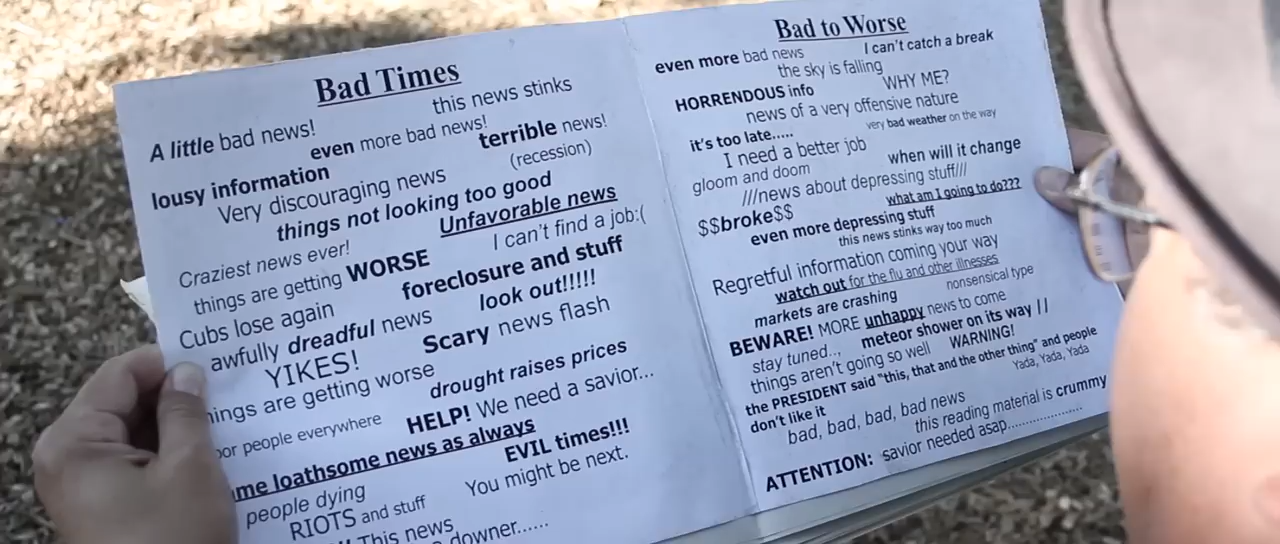 Bad Times
this news stinks
A little bad news!
even more bad news!
terrible news!
lousy information
(recession)
Very discouraging news
things not looking too good
Unfavorable news
Craziest news ever!
I can't find a job:(
things are getting WORSE
foreclosure and stuff
Cubs lose again
look out!!!!!
awfully dreadful news
Scary news flash
YIKES!
things are getting worse
drought raises prices
poor people everywhere
HELP! We need a savior...
me loathsome news as always
EVIL times!!!
people dying
You might be next.
RIOTS and stuff
This news
downer......
Bad to Worse
even more bad news
I can't catch a break
the sky is falling
WHY ME?
HORRENDOUS info
news of a very offensive nature
it's too late.....
very bad weather on the way
I need a better job
when will it change
gloom and doom
///news about depressing stuff///
what am I going to do???
$$broke$$
even more depressing stuff
this news stinks way too much
Regretful information coming your way
watch out for the flu and other illnesses
nonsensical type
markets are crashing
BEWARE! MORE unhappy news to come
stay tuned... meteor shower on its way ! !
things aren't going so well
WARNING!
the PRESIDENT said "this, that and the other thing" and people
don't like it
Yada, Yada, Yada
bad, bad, bad, bad news
this reading material is crummy
ATTENTION: savior needed asap................